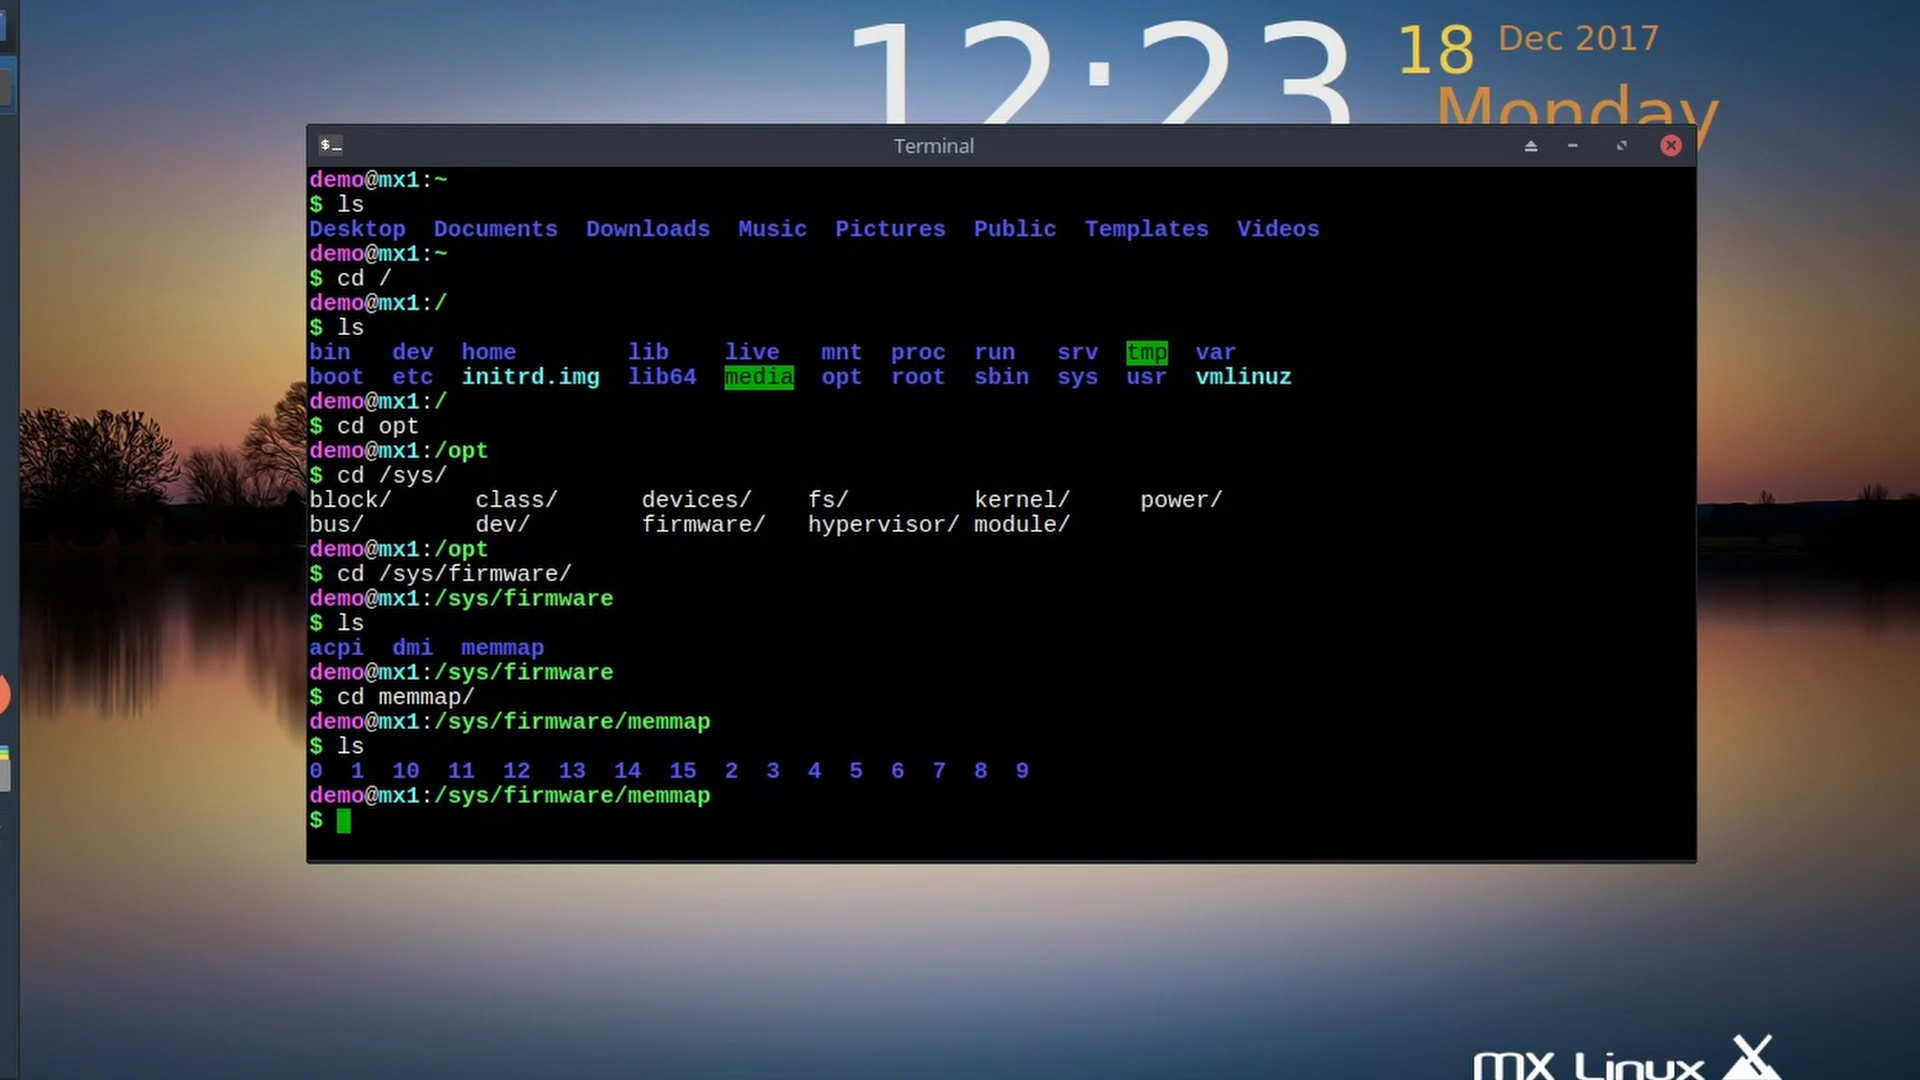 12:23
18 Dec 2017
Monday
$_ Terminal
demo@mx1:~
$ ls
Desktop  Documents  Downloads  Music  Pictures  Public  Templates  Videos
demo@mx1:~
$ cd /
demo@mx1:/
$ ls
bin   dev  home        lib    live   mnt  proc  run   srv  tmp  var
boot  etc  initrd.img  lib64  media  opt  root  sbin  sys  usr  vmlinuz
demo@mx1:/
$ cd opt
demo@mx1:/opt
$ cd /sys/
block/      class/      devices/    fs/         kernel/     power/
bus/        dev/        firmware/   hypervisor/ module/
demo@mx1:/opt
$ cd /sys/firmware/
demo@mx1:/sys/firmware
$ ls
acpi  dmi  memmap
demo@mx1:/sys/firmware
$ cd memmap/
demo@mx1:/sys/firmware/memmap
$ ls
0  1  10  11  12  13  14  15  2  3  4  5  6  7  8  9
demo@mx1:/sys/firmware/memmap
$
MX Linux